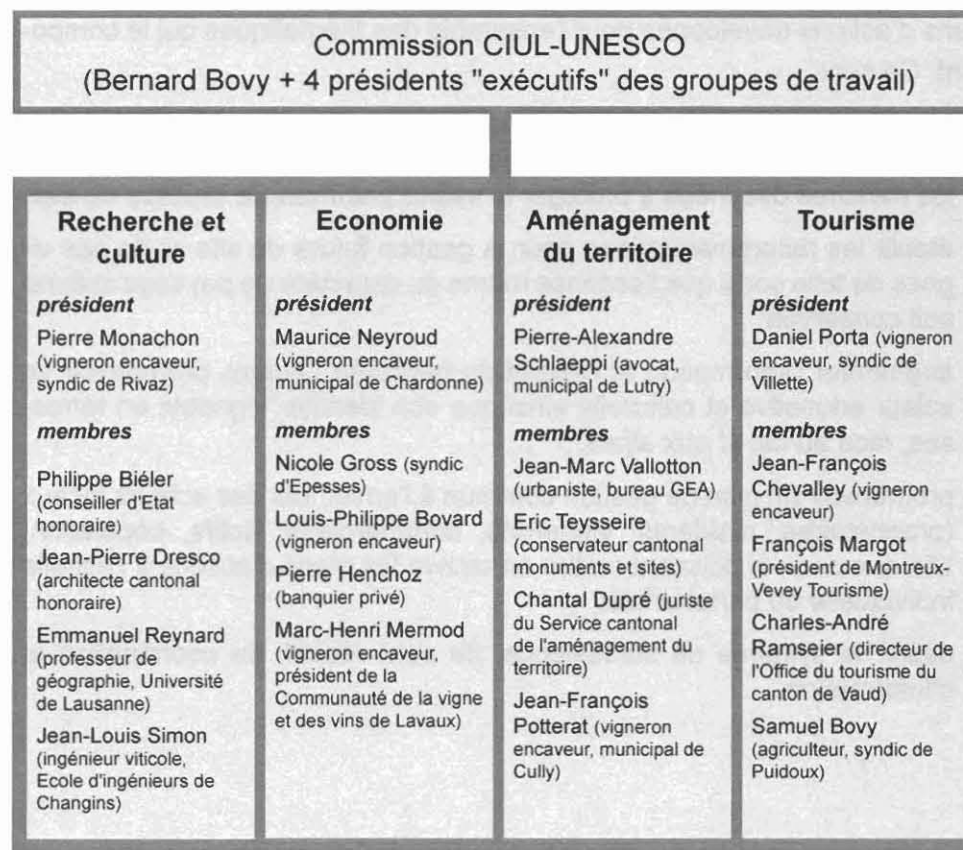 Commission CIUL-UNESCO
(Bernard Bovy + 4 présidents "exécutifs" des groupes de travail)
Recherche et
culture
président
Pierre Monachon
(vigneron encaveur,
syndic de Rivaz)
membres
Philippe Biéler
(conseiller d'Etat
honoraire)
Jean-Pierre Dresco
(architecte cantonal
honoraire)
Emmanuel Reynard
(professeur de
géographie, Université
de Lausanne)
Jean-Louis Simon
(ingénieur viticole,
Ecole d'ingénieurs de
Changins)
Economie
président
Maurice Neyroud
(vigneron encaveur,
municipal de Chardonne)
membres
Nicole Gross (syndic
d'Epesses)
Louis-Philippe Bovard
(vigneron encaveur)
Pierre Henchoz
(banquier privé)
Marc-Henri Mermod
(vigneron encaveur,
président de la
Communauté de la vigne
et des vins de Lavaux)
Aménagement
du territoire
président
Pierre-Alexandre
Schlaeppi (avocat,
municipal de Lutry)
membres
Jean-Marc Vallotton
(urbaniste, bureau GEA)
Eric Teysseire
(conservateur cantonal
monuments et sites)
Chantal Dupré (juriste
du Service cantonal
de l'aménagement du
territoire)
Jean-François
Potterat (vigneron
encaveur, municipal de
Cully)
Tourisme
président
Daniel Porta (vigneron
encaveur, syndic de
Villette)
membres
Jean-François
Chevalley (vigneron
encaveur)
François Margot
(président de Montreux-
Vevey Tourisme)
Charles-André
Ramseier (directeur de
l'Office du tourisme du
canton de Vaud)
Samuel Bovy
(agriculteur, syndic de
Puidoux)